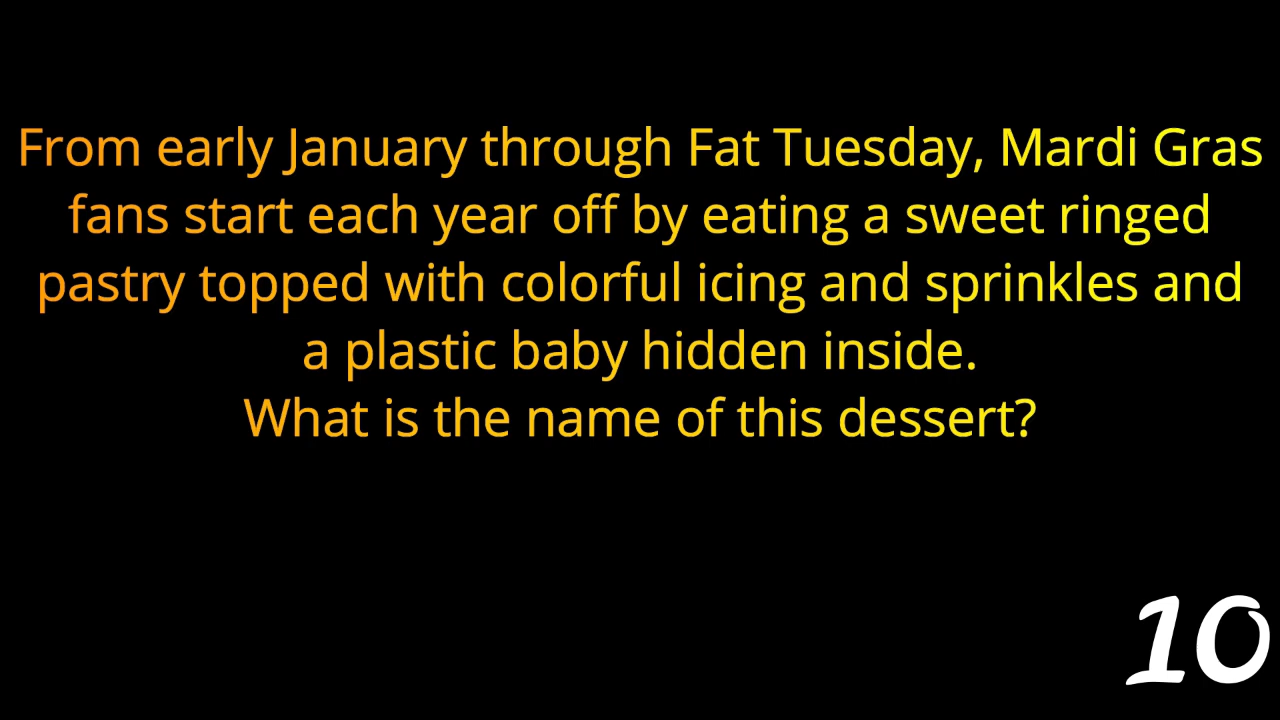 From early January through Fat Tuesday, Mardi Gras
fans start each year off by eating a sweet ringed
pastry topped with colorful icing and sprinkles and
a plastic baby hidden inside.
What is the name of this dessert?
10